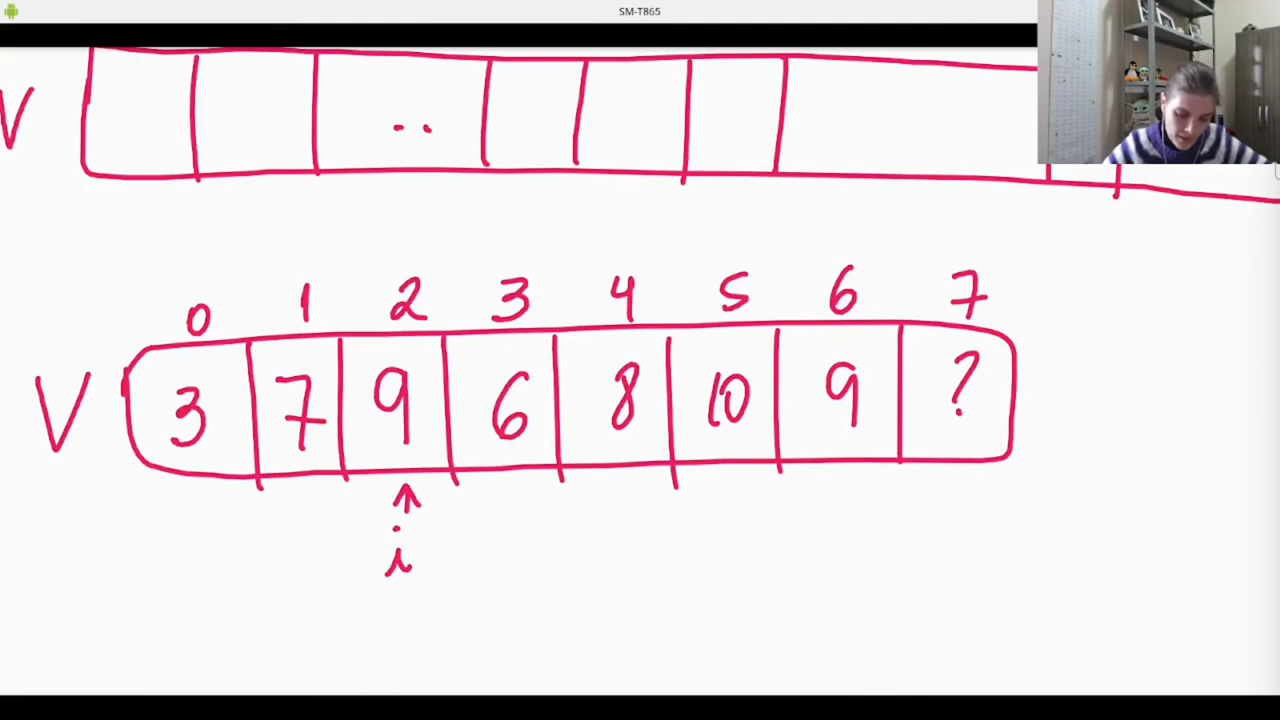 SM-T865
V ..
0 1 2 3 4 5 6 7
V 3 7 9 6 8 10 9 ?
↑
i